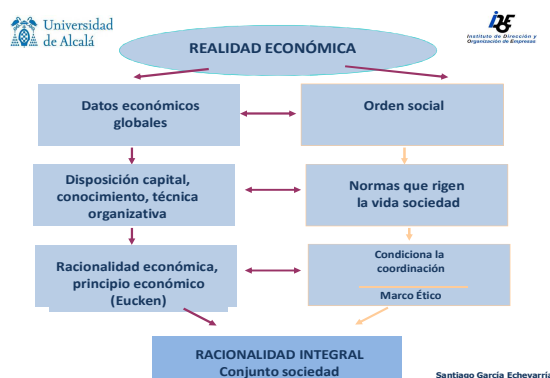 Universidad
de Alcalá
Instituto de Dirección y
Organización de Empresas
REALIDAD ECONÓMICA
Datos económicos
globales
Orden social
Disposición capital,
conocimiento, técnica
organizativa
Normas que rigen
la vida sociedad
Racionalidad económica,
principio económico
(Eucken)
Condiciona la
coordinación
Marco Ético
RACIONALIDAD INTEGRAL
Conjunto sociedad
Santiago García Echevarría